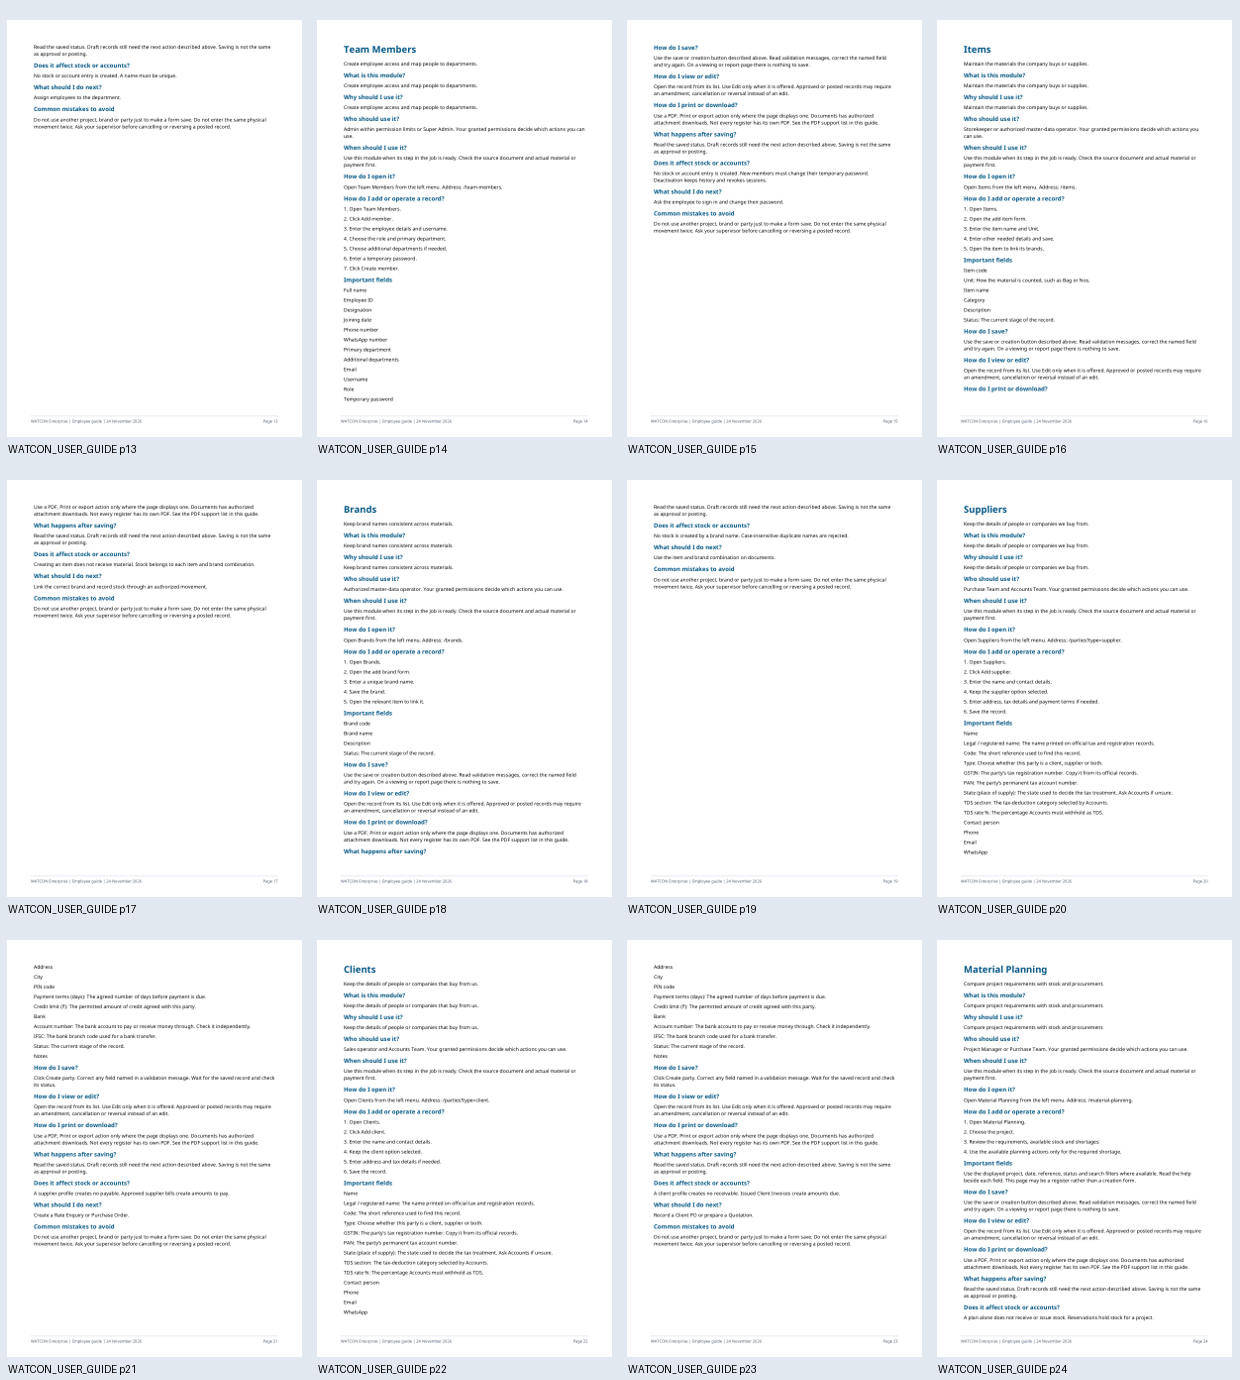 Read the saved status. Draft records still need the next action described above. Saving is not the same
as approval or posting.
Does it affect stock or accounts?
No stock or account entry is created. A name must be unique.
What should I do next?
Assign employees to the department.
Common mistakes to avoid
Do not use another project, brand or party just to make a form save. Do not enter the same physical
movement twice. Ask your supervisor before cancelling or reversing a posted record.
WATCON Enterprise | Employee guide | 24 November 2026
Page 13
WATCON_USER_GUIDE p13
Team Members
Create employee access and map people to departments.
What is this module?
Create employee access and map people to departments.
Why should I use it?
Create employee access and map people to departments.
Who should use it?
Admin within permission limits or Super Admin. Your granted permissions decide which actions you can
use.
When should I use it?
Use this module when its step in the job is ready. Check the source document and actual material or
payment first.
How do I open it?
Open Team Members from the left menu. Address: /team-members.
How do I add or operate a record?
1. Open Team Members.
2. Click Add member.
3. Enter the employee details and username.
4. Choose the role and primary department.
5. Choose additional departments if needed.
6. Enter a temporary password.
7. Click Create member.
Important fields
Full name
Employee ID
Designation
Joining date
Phone number
WhatsApp number
Primary department
Additional departments
Email
Username
Role
Temporary password
WATCON Enterprise | Employee guide | 24 November 2026
Page 14
WATCON_USER_GUIDE p14
How do I save?
Use the save or creation button described above. Read validation messages, correct the named field
and try again. On a viewing or report page there is nothing to save.
How do I view or edit?
Open the record from its list. Use Edit only when it is offered. Approved or posted records may require
an amendment, cancellation or reversal instead of an edit.
How do I print or download?
Use a PDF, Print or export action only where the page displays one. Documents has authorized
attachment downloads. Not every register has its own PDF. See the PDF support list in this guide.
What happens after saving?
Read the saved status. Draft records still need the next action described above. Saving is not the same
as approval or posting.
Does it affect stock or accounts?
No stock or account entry is created. New members must change their temporary password.
Deactivation keeps history and revokes sessions.
What should I do next?
Ask the employee to sign in and change their password.
Common mistakes to avoid
Do not use another project, brand or party just to make a form save. Do not enter the same physical
movement twice. Ask your supervisor before cancelling or reversing a posted record.
WATCON Enterprise | Employee guide | 24 November 2026
Page 15
WATCON_USER_GUIDE p15
Items
Maintain the materials the company buys or supplies.
What is this module?
Maintain the materials the company buys or supplies.
Why should I use it?
Maintain the materials the company buys or supplies.
Who should use it?
Storekeeper or authorized master-data operator. Your granted permissions decide which actions you
can use.
When should I use it?
Use this module when its step in the job is ready. Check the source document and actual material or
payment first.
How do I open it?
Open Items from the left menu. Address: /items.
How do I add or operate a record?
1. Open Items.
2. Open the add item form.
3. Enter the item name and Unit.
4. Enter other needed details and save.
5. Open the item to link its brands.
Important fields
Item code
Unit: How the material is counted, such as Bag or Nos.
Item name
Category
Description
Status: The current stage of the record.
How do I save?
Use the save or creation button described above. Read validation messages, correct the named field
and try again. On a viewing or report page there is nothing to save.
How do I view or edit?
Open the record from its list. Use Edit only when it is offered. Approved or posted records may require
an amendment, cancellation or reversal instead of an edit.
How do I print or download?
WATCON Enterprise | Employee guide | 24 November 2026
Page 16
WATCON_USER_GUIDE p16
Use a PDF, Print or export action only where the page displays one. Documents has authorized
attachment downloads. Not every register has its own PDF. See the PDF support list in this guide.
What happens after saving?
Read the saved status. Draft records still need the next action described above. Saving is not the same
as approval or posting.
Does it affect stock or accounts?
Creating an item does not receive material. Stock belongs to each item and brand combination.
What should I do next?
Link the correct brand and record stock through an authorized movement.
Common mistakes to avoid
Do not use another project, brand or party just to make a form save. Do not enter the same physical
movement twice. Ask your supervisor before cancelling or reversing a posted record.
WATCON Enterprise | Employee guide | 24 November 2026
Page 17
WATCON_USER_GUIDE p17
Brands
Keep brand names consistent across materials.
What is this module?
Keep brand names consistent across materials.
Why should I use it?
Keep brand names consistent across materials.
Who should use it?
Authorized master-data operator. Your granted permissions decide which actions you can use.
When should I use it?
Use this module when its step in the job is ready. Check the source document and actual material or
payment first.
How do I open it?
Open Brands from the left menu. Address: /brands.
How do I add or operate a record?
1. Open Brands.
2. Open the add brand form.
3. Enter a unique brand name.
4. Save the brand.
5. Open the relevant item to link it.
Important fields
Brand code
Brand name
Description
Status: The current stage of the record.
How do I save?
Use the save or creation button described above. Read validation messages, correct the named field
and try again. On a viewing or report page there is nothing to save.
How do I view or edit?
Open the record from its list. Use Edit only when it is offered. Approved or posted records may require
an amendment, cancellation or reversal instead of an edit.
How do I print or download?
Use a PDF, Print or export action only where the page displays one. Documents has authorized
attachment downloads. Not every register has its own PDF. See the PDF support list in this guide.
What happens after saving?
WATCON Enterprise | Employee guide | 24 November 2026
Page 18
WATCON_USER_GUIDE p18
Read the saved status. Draft records still need the next action described above. Saving is not the same
as approval or posting.
Does it affect stock or accounts?
No stock is created by a brand name. Case-insensitive duplicate names are rejected.
What should I do next?
Use the item and brand combination on documents.
Common mistakes to avoid
Do not use another project, brand or party just to make a form save. Do not enter the same physical
movement twice. Ask your supervisor before cancelling or reversing a posted record.
WATCON Enterprise | Employee guide | 24 November 2026
Page 19
WATCON_USER_GUIDE p19
Suppliers
Keep the details of people or companies we buy from.
What is this module?
Keep the details of people or companies we buy from.
Why should I use it?
Keep the details of people or companies we buy from.
Who should use it?
Purchase Team and Accounts Team. Your granted permissions decide which actions you can use.
When should I use it?
Use this module when its step in the job is ready. Check the source document and actual material or
payment first.
How do I open it?
Open Suppliers from the left menu. Address: /parties?type=supplier.
How do I add or operate a record?
1. Open Suppliers.
2. Click Add supplier.
3. Enter the name and contact details.
4. Keep the supplier option selected.
5. Enter address, tax details and payment terms if needed.
6. Save the record.
Important fields
Name
Legal / registered name: The name printed on official tax and registration records.
Code: The short reference used to find this record.
Type: Choose whether this party is a client, supplier or both.
GSTIN: The party's tax registration number. Copy it from its official records.
PAN: The party's permanent tax account number.
State (place of supply): The state used to decide the tax treatment. Ask Accounts if unsure.
TDS section: The tax-deduction category selected by Accounts.
TDS rate %: The percentage Accounts must withhold as TDS.
Contact person
Phone
Email
WhatsApp
WATCON Enterprise | Employee guide | 24 November 2026
Page 20
WATCON_USER_GUIDE p20
Address
City
PIN code
Payment terms (days): The agreed number of days before payment is due.
Credit limit (₹): The permitted amount of credit agreed with this party.
Bank
Account number: The bank account to pay or receive money through. Check it independently.
IFSC: The bank branch code used for a bank transfer.
Status: The current stage of the record.
Notes
How do I save?
Click Create party. Correct any field named in a validation message. Wait for the saved record and check
its status.
How do I view or edit?
Open the record from its list. Use Edit only when it is offered. Approved or posted records may require
an amendment, cancellation or reversal instead of an edit.
How do I print or download?
Use a PDF, Print or export action only where the page displays one. Documents has authorized
attachment downloads. Not every register has its own PDF. See the PDF support list in this guide.
What happens after saving?
Read the saved status. Draft records still need the next action described above. Saving is not the same
as approval or posting.
Does it affect stock or accounts?
A supplier profile creates no payable. Approved supplier bills create amounts to pay.
What should I do next?
Create a Rate Enquiry or Purchase Order.
Common mistakes to avoid
Do not use another project, brand or party just to make a form save. Do not enter the same physical
movement twice. Ask your supervisor before cancelling or reversing a posted record.
WATCON Enterprise | Employee guide | 24 November 2026
Page 21
WATCON_USER_GUIDE p21
Clients
Keep the details of people or companies that buy from us.
What is this module?
Keep the details of people or companies that buy from us.
Why should I use it?
Keep the details of people or companies that buy from us.
Who should use it?
Sales operator and Accounts Team. Your granted permissions decide which actions you can use.
When should I use it?
Use this module when its step in the job is ready. Check the source document and actual material or
payment first.
How do I open it?
Open Clients from the left menu. Address: /parties?type=client.
How do I add or operate a record?
1. Open Clients.
2. Click Add client.
3. Enter the name and contact details.
4. Keep the client option selected.
5. Enter address and tax details if needed.
6. Save the record.
Important fields
Name
Legal / registered name: The name printed on official tax and registration records.
Code: The short reference used to find this record.
Type: Choose whether this party is a client, supplier or both.
GSTIN: The party's tax registration number. Copy it from its official records.
PAN: The party's permanent tax account number.
State (place of supply): The state used to decide the tax treatment. Ask Accounts if unsure.
TDS section: The tax-deduction category selected by Accounts.
TDS rate %: The percentage Accounts must withhold as TDS.
Contact person
Phone
Email
WhatsApp
WATCON Enterprise | Employee guide | 24 November 2026
Page 22
WATCON_USER_GUIDE p22
Address
City
PIN code
Payment terms (days): The agreed number of days before payment is due.
Credit limit (₹): The permitted amount of credit agreed with this party.
Bank
Account number: The bank account to pay or receive money through. Check it independently.
IFSC: The bank branch code used for a bank transfer.
Status: The current stage of the record.
Notes
How do I save?
Click Create party. Correct any field named in a validation message. Wait for the saved record and check
its status.
How do I view or edit?
Open the record from its list. Use Edit only when it is offered. Approved or posted records may require
an amendment, cancellation or reversal instead of an edit.
How do I print or download?
Use a PDF, Print or export action only where the page displays one. Documents has authorized
attachment downloads. Not every register has its own PDF. See the PDF support list in this guide.
What happens after saving?
Read the saved status. Draft records still need the next action described above. Saving is not the same
as approval or posting.
Does it affect stock or accounts?
A client profile creates no receivable. Issued Client Invoices create amounts due.
What should I do next?
Record a Client PO or prepare a Quotation.
Common mistakes to avoid
Do not use another project, brand or party just to make a form save. Do not enter the same physical
movement twice. Ask your supervisor before cancelling or reversing a posted record.
WATCON Enterprise | Employee guide | 24 November 2026
Page 23
WATCON_USER_GUIDE p23
Material Planning
Compare project requirements with stock and procurement.
What is this module?
Compare project requirements with stock and procurement.
Why should I use it?
Compare project requirements with stock and procurement.
Who should use it?
Project Manager or Purchase Team. Your granted permissions decide which actions you can use.
When should I use it?
Use this module when its step in the job is ready. Check the source document and actual material or
payment first.
How do I open it?
Open Material Planning from the left menu. Address: /material-planning.
How do I add or operate a record?
1. Open Material Planning.
2. Choose the project.
3. Review the requirements, available stock and shortages.
4. Use the available planning actions only for the required shortage.
Important fields
Use the displayed project, date, reference, status and search filters where available. Read the help
beside each field. This page may be a register rather than a creation form.
How do I save?
Use the save or creation button described above. Read validation messages, correct the named field
and try again. On a viewing or report page there is nothing to save.
How do I view or edit?
Open the record from its list. Use Edit only when it is offered. Approved or posted records may require
an amendment, cancellation or reversal instead of an edit.
How do I print or download?
Use a PDF, Print or export action only where the page displays one. Documents has authorized
attachment downloads. Not every register has its own PDF. See the PDF support list in this guide.
What happens after saving?
Read the saved status. Draft records still need the next action described above. Saving is not the same
as approval or posting.
Does it affect stock or accounts?
A plan alone does not receive or issue stock. Reservations hold stock for a project.
WATCON Enterprise | Employee guide | 24 November 2026
Page 24
WATCON_USER_GUIDE p24